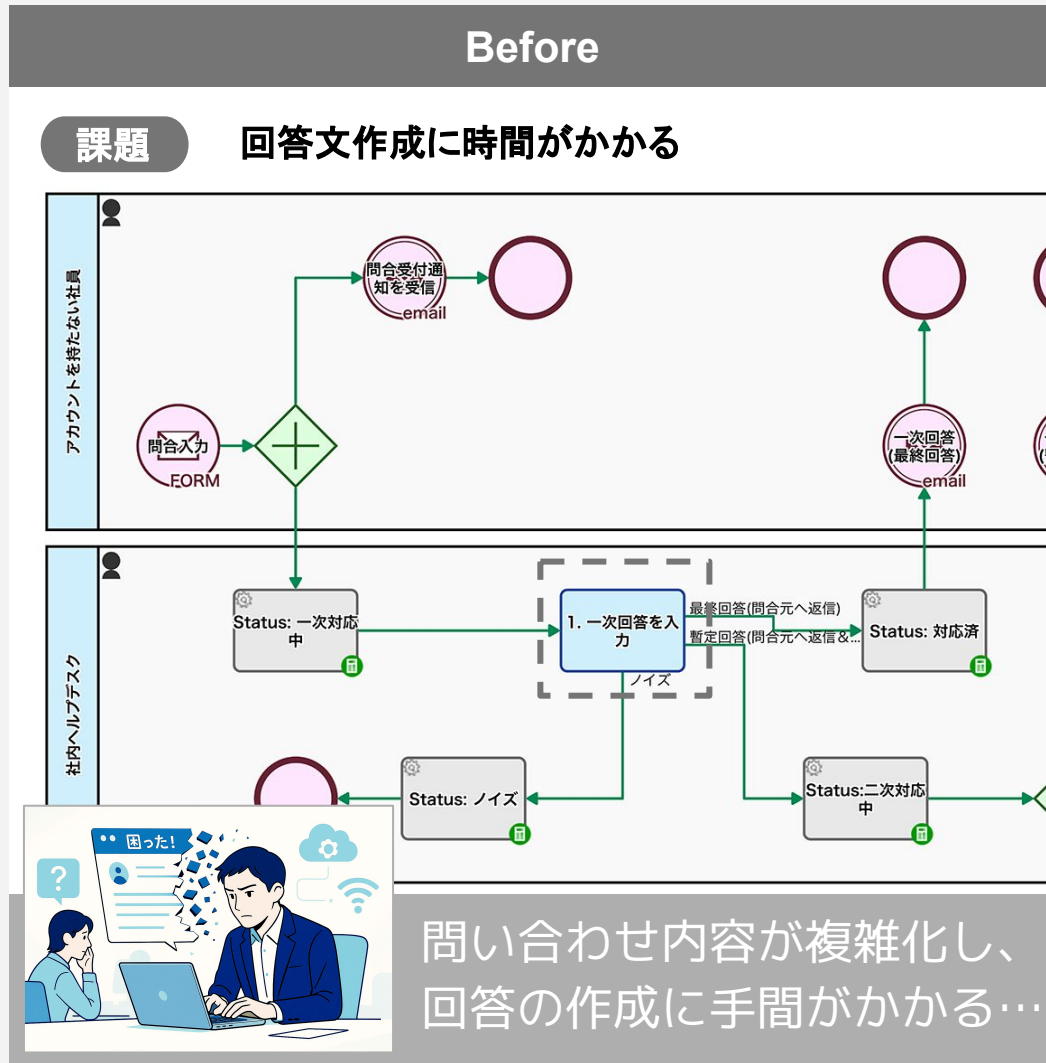 Before
課題
回答文作成に時間がかかる
アカウントを持たない社員
問合受付通
知を受信
email
問合入力
FORM
一次回答
(最終回答)
email
社内ヘルプデスク
Status: 一次対応
中
1. 一次回答を入
力
最終回答(問合元へ返信)
暫定回答(問合元へ返信&...
ノイズ
Status: 対応済
Status: ノイズ
Status:二次対応
中
困った!
?
問い合わせ内容が複雑化し、
回答の作成に手間がかかる…